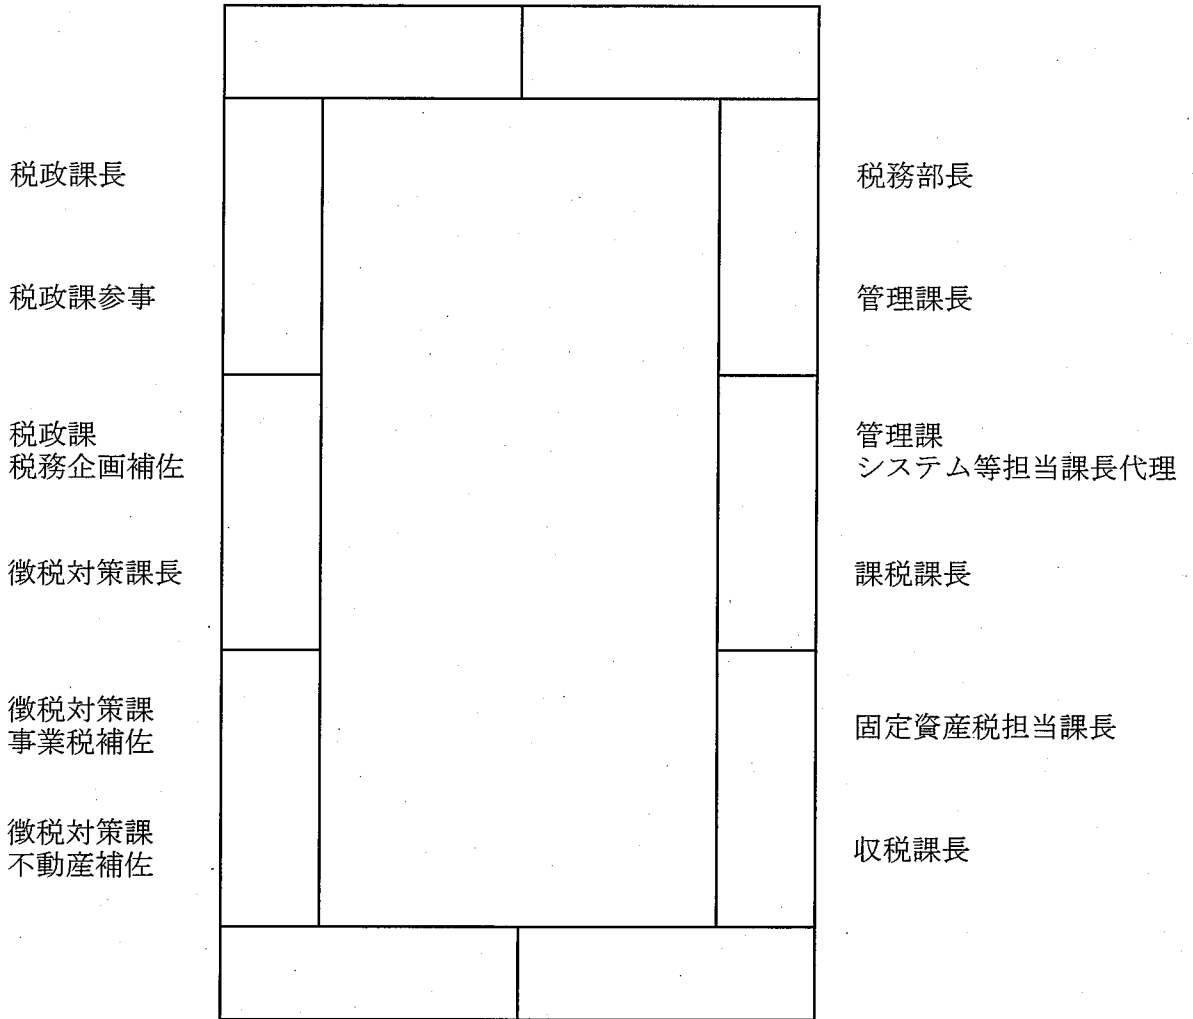 税政課長
税政課参事
税政課
税務企画補佐
徴税対策課長
徴税対策課
事業税補佐
徴税対策課
不動産補佐
税務部長
管理課長
管理課
システム等担当課長代理
課税課長
固定資産税担当課長
収税課長